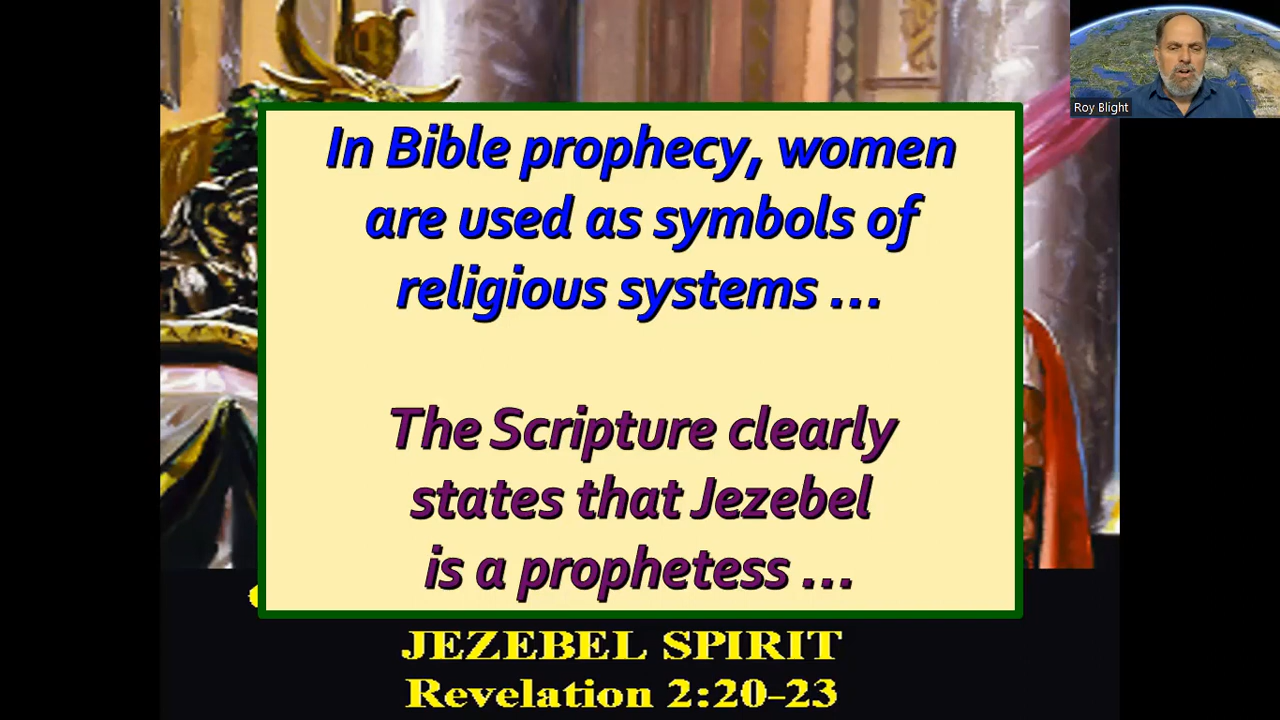 Roy Blight
In Bible prophecy, women
are used as symbols of
religious systems ...
The Scripture clearly
states that Jezebel
is a prophetess ...
JEZEBEL SPIRIT
Revelation 2:20-23